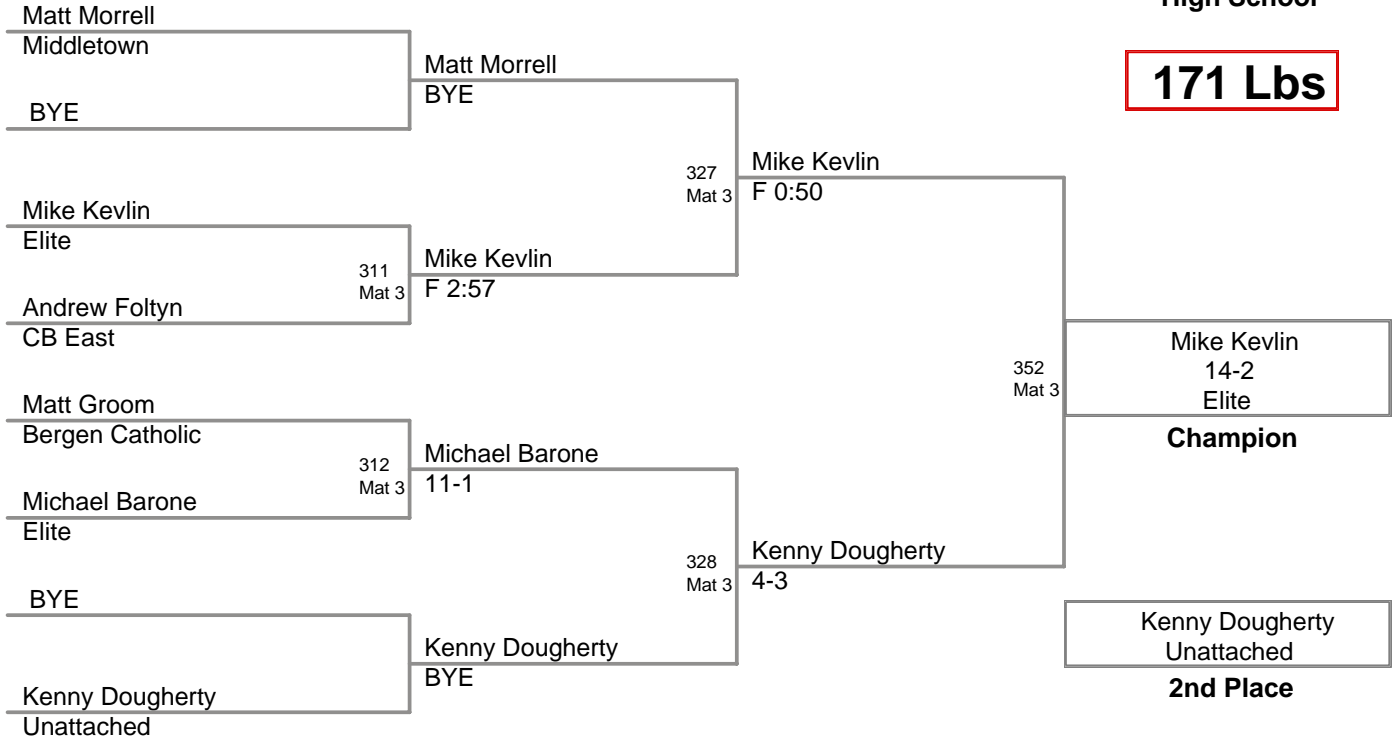 High School
171 Lbs
Matt Morrell
Middletown
BYE
Matt Morrell
BYE
Mike Kevlin
Elite
311
Mat 3
Andrew Foltyn
CB East
Mike Kevlin
F 2:57
327
Mat 3
Mike Kevlin
F 0:50
Matt Groom
Bergen Catholic
312
Mat 3
Michael Barone
Elite
Michael Barone
11-1
BYE
Kenny Dougherty
Unattached
Kenny Dougherty
BYE
328
Mat 3
Kenny Dougherty
4-3
352
Mat 3
Mike Kevlin
14-2
Elite
Champion
Kenny Dougherty
Unattached
2nd Place